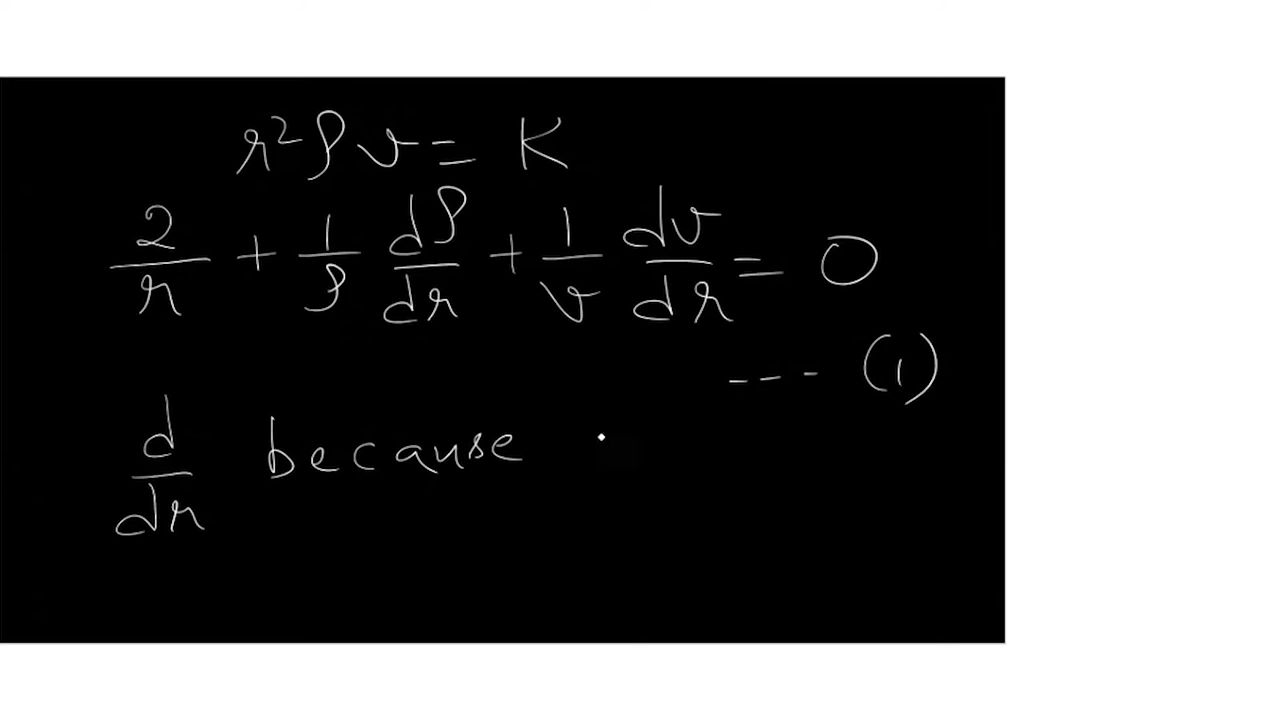 r²ρv = K
2/r + 1/ρ dρ/dr + 1/v dv/dr = 0
--- (1)
d/dr because